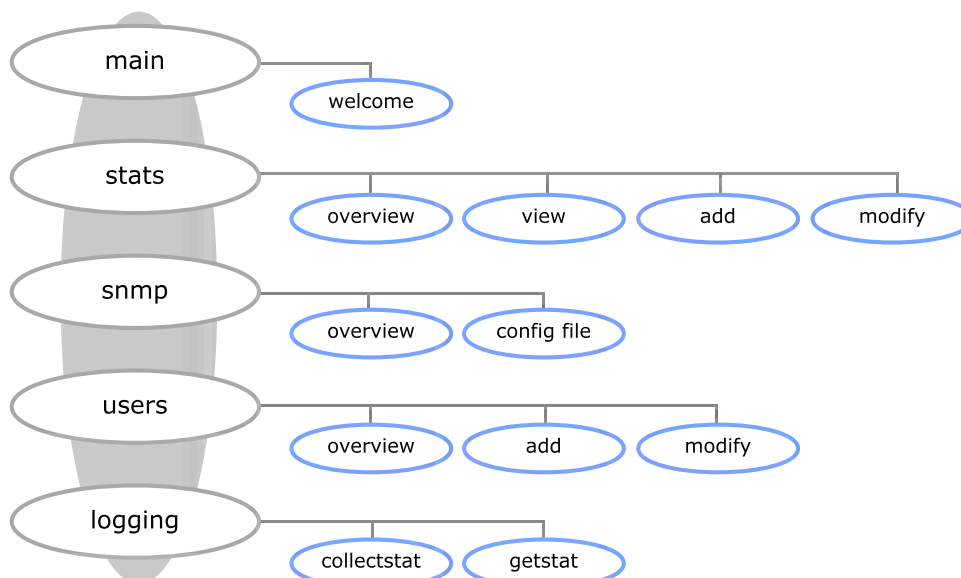 main
welcome
stats
overview
view
add
modify
snmp
overview
config file
users
overview
add
modify
logging
collectstat
getstat